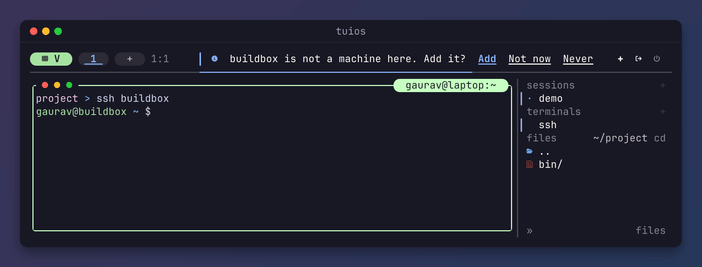 tuios
V 1 + 1:1 buildbox is not a machine here. Add it? Add Not now Never +
gaurav@laptop:~
project > ssh buildbox
gaurav@buildbox ~ $
sessions +
· demo
terminals +
ssh
files ~/project cd
..
bin/
» files